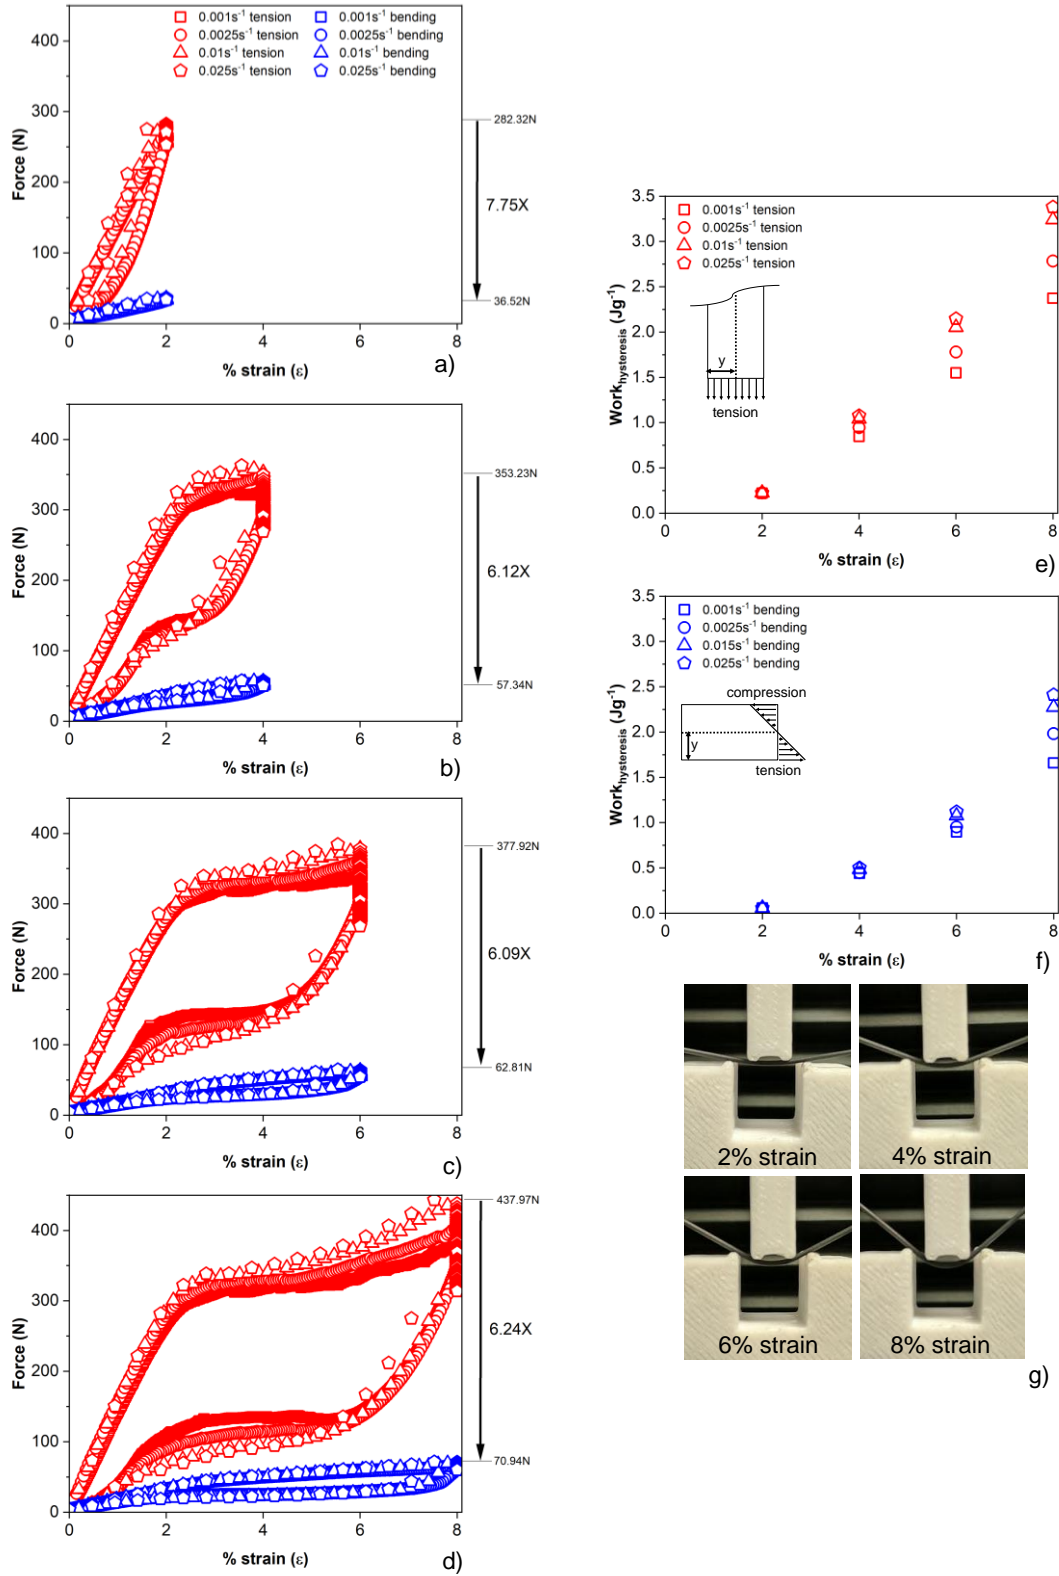 0.001s⁻¹ tension 0.001s⁻¹ bending
0.0025s⁻¹ tension 0.0025s⁻¹ bending
0.01s⁻¹ tension 0.01s⁻¹ bending
0.025s⁻¹ tension 0.025s⁻¹ bending
400
300
200
100
0
Force (N)
0 2 4 6 8
% strain (ε)
282.32N
7.75X
36.52N
a)
400
300
200
100
0
Force (N)
0 2 4 6 8
% strain (ε)
353.23N
6.12X
57.34N
b)
400
300
200
100
0
Force (N)
0 2 4 6 8
% strain (ε)
377.92N
6.09X
62.81N
c)
400
300
200
100
0
Force (N)
0 2 4 6 8
% strain (ε)
437.97N
6.24X
70.94N
d)
3.5
3.0
2.5
2.0
1.5
1.0
0.5
0.0
Work_hysteresis (Jg⁻¹)
0.001s⁻¹ tension
0.0025s⁻¹ tension
0.01s⁻¹ tension
0.025s⁻¹ tension
y
tension
0 2 4 6 8
% strain (ε)
e)
3.5
3.0
2.5
2.0
1.5
1.0
0.5
0.0
Work_hysteresis (Jg⁻¹)
0.001s⁻¹ bending
0.0025s⁻¹ bending
0.015s⁻¹ bending
0.025s⁻¹ bending
compression
y
tension
0 2 4 6 8
% strain (ε)
f)
2% strain
4% strain
6% strain
8% strain
g)